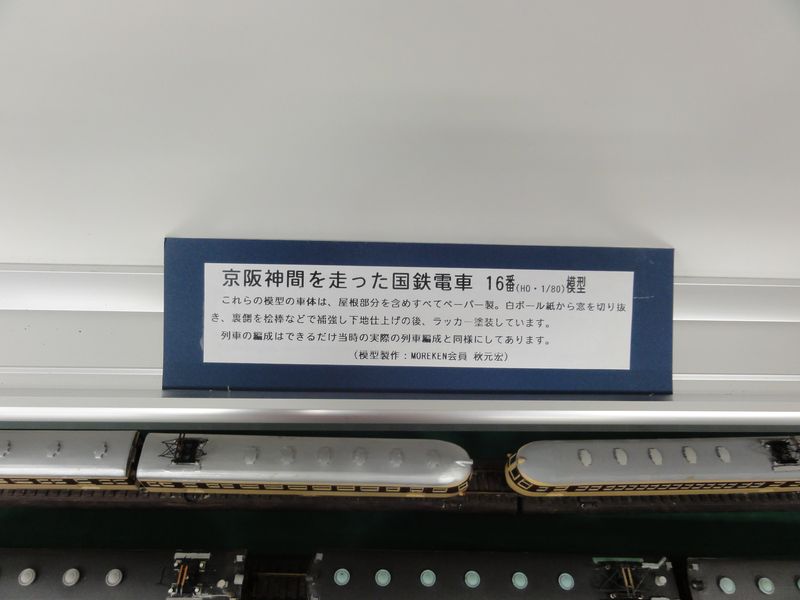 京阪神間を走った国鉄電車 16番(HO・1/80)模型
これらの模型の車体は、屋根部分を含めすべてペーパー製。白ボール紙から窓を切り抜
き、裏側を桧棒などで補強し下地仕上げの後、ラッカー塗装しています。
列車の編成はできるだけ当時の実際の列車編成と同様にしてあります。
(模型製作：MOREKEN会員 秋元宏)